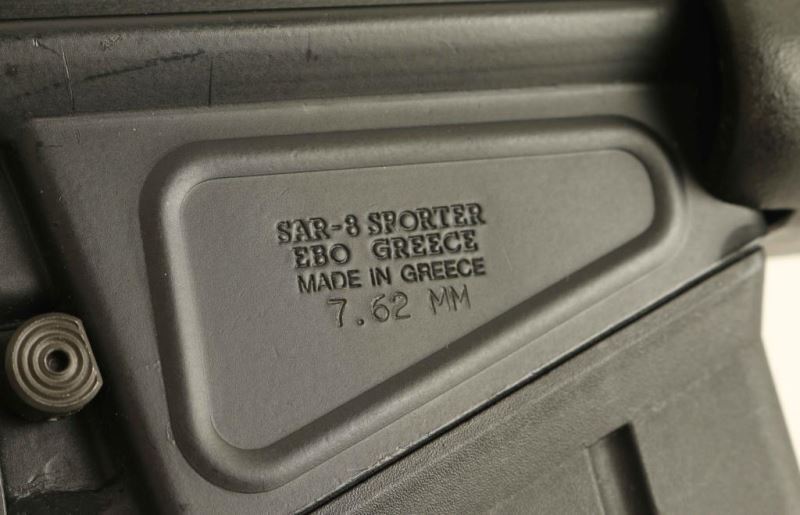 SAR-8 SPORTER
EBO GREECE
MADE IN GREECE
7.62 MM